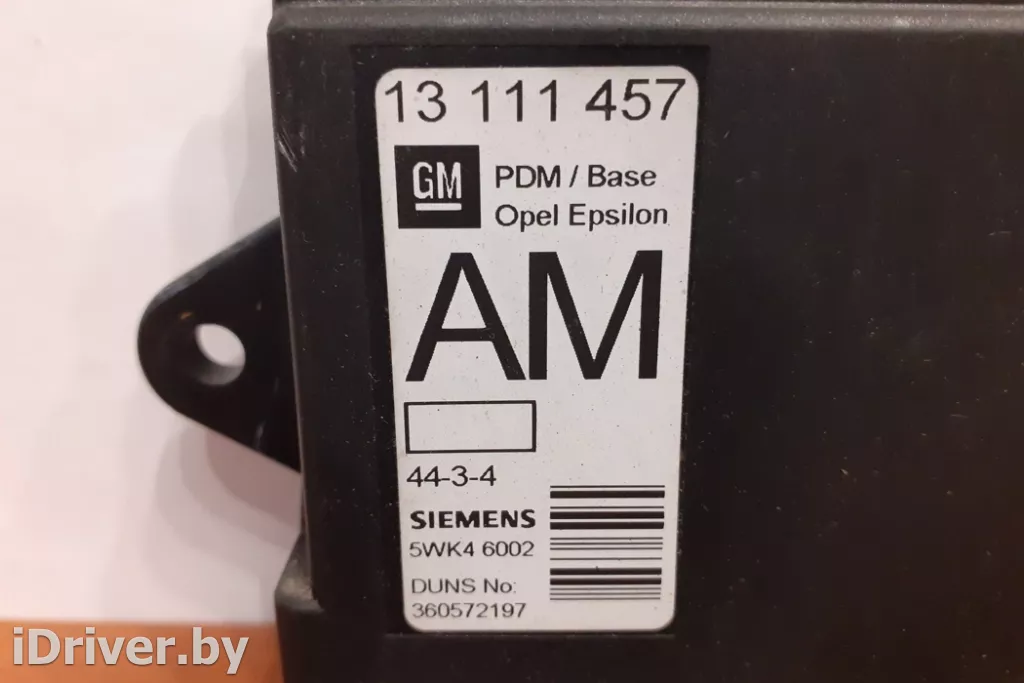 13 111 457
GM
PDM / Base
Opel Epsilon
AM
44-3-4
SIEMENS
5WK4 6002
DUNS No:
360572197
iDriver.by